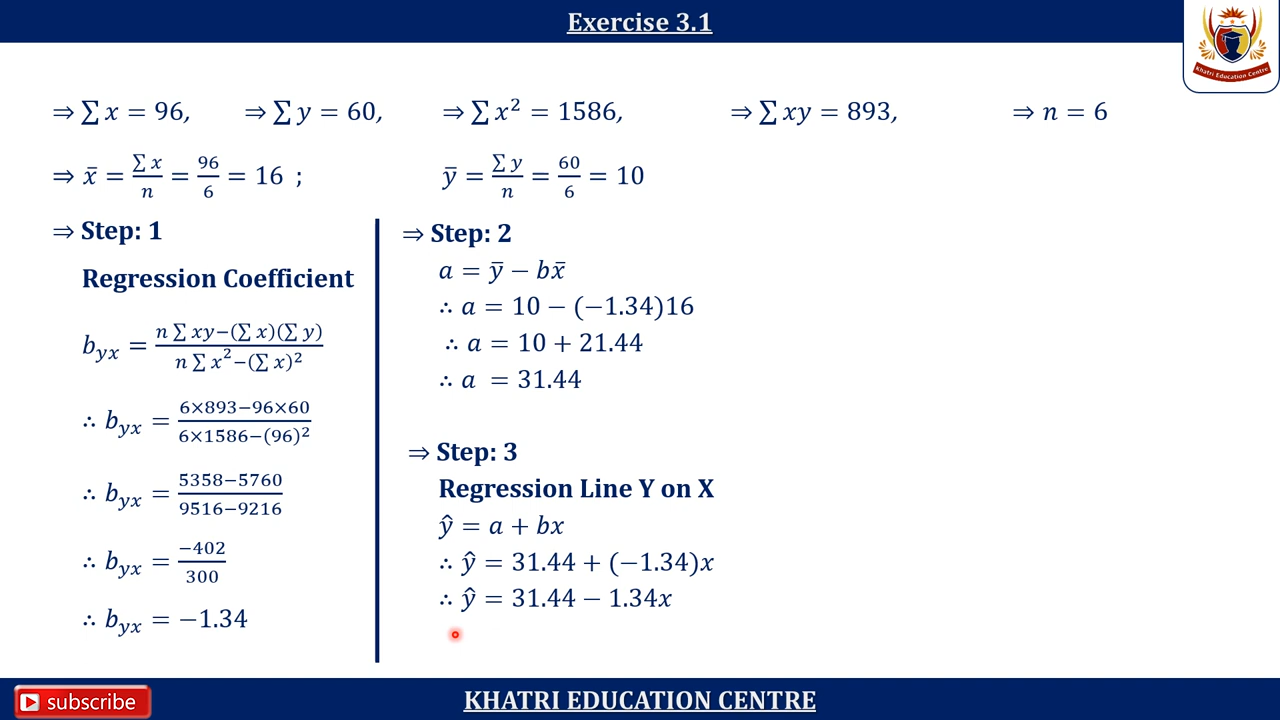 Exercise 3.1
Khatri Education Centre
⇒ ∑ x = 96, ⇒ ∑ y = 60, ⇒ ∑ x² = 1586, ⇒ ∑ xy = 893, ⇒ n = 6
⇒ x̄ = ∑ x / n = 96 / 6 = 16 ; ȳ = ∑ y / n = 60 / 6 = 10
⇒ Step: 1
Regression Coefficient
b_yx = (n ∑ xy−(∑ x)(∑ y)) / (n ∑ x²−(∑ x)²)
∴ b_yx = (6×893−96×60) / (6×1586−(96)²)
∴ b_yx = (5358−5760) / (9516−9216)
∴ b_yx = −402 / 300
∴ b_yx = −1.34
⇒ Step: 2
a = ȳ − bx̄
∴ a = 10 − (−1.34)16
∴ a = 10 + 21.44
∴ a = 31.44
⇒ Step: 3
Regression Line Y on X
ŷ = a + bx
∴ ŷ = 31.44 + (−1.34)x
∴ ŷ = 31.44 − 1.34x
subscribe
KHATRI EDUCATION CENTRE